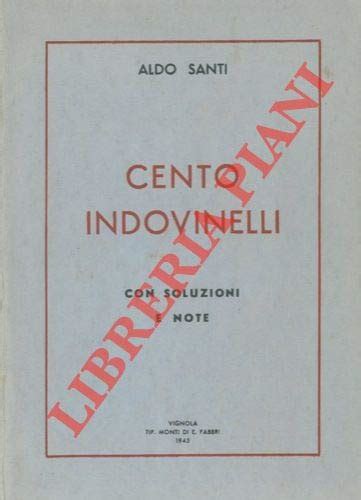 ALDO SANTI
CENTO
INDOVINELLI
CON SOLUZIONI
E NOTE
VIGNOLA
TIP. MONTI DI E. FABBRI
1943
LIBRERIA PIANI